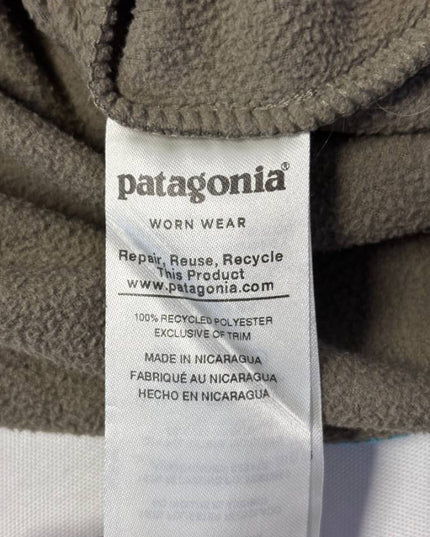 patagonia®
WORN WEAR
Repair, Reuse, Recycle
This Product
www.patagonia.com
100% RECYCLED POLYESTER
EXCLUSIVE OF TRIM
MADE IN NICARAGUA
FABRIQUÉ AU NICARAGUA
HECHO EN NICARAGUA